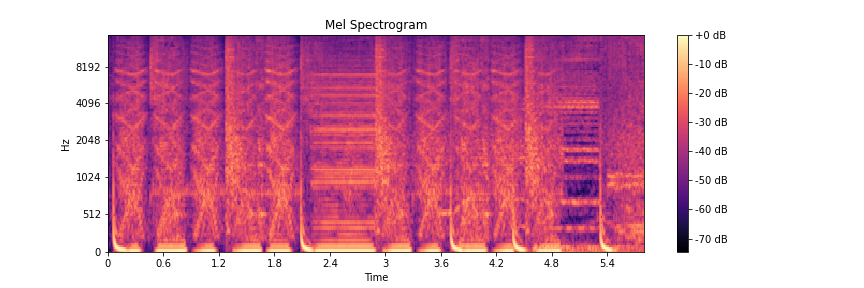 Mel Spectrogram
Hz
8192
4096
2048
1024
512
0
0 0.6 1.2 1.8 2.4 3 3.6 4.2 4.8 5.4
Time
+0 dB
-10 dB
-20 dB
-30 dB
-40 dB
-50 dB
-60 dB
-70 dB